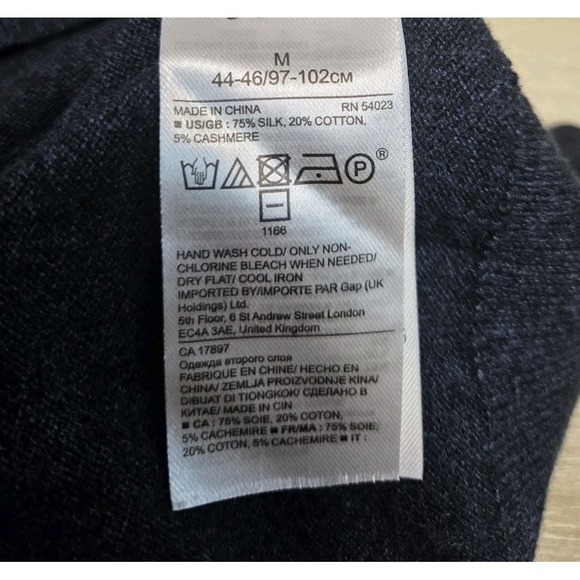 M
44-46/97-102CM
MADE IN CHINA RN 54023
■ US/GB : 75% SILK, 20% COTTON,
5% CASHMERE
P ®
1166
HAND WASH COLD/ ONLY NON-
CHLORINE BLEACH WHEN NEEDED/
DRY FLAT/ COOL IRON
IMPORTED BY/IMPORTE PAR Gap (UK
Holdings) Ltd.
5th Floor, 6 St Andrew Street London
EC4A 3AE, United Kingdom
CA 17897
Одежда второго слоя
FABRIQUE EN CHINE/ HECHO EN
CHINA/ ZEMLJA PROIZVODNJE KINA/
DIBUAT DI TIONGKOK/ СДЕЛАНО В
КИТАЕ/ MADE IN CIN
■ CA : 75% SOIE, 20% COTON,
5% CACHEMIRE ■ FR/MA : 75% SOIE,
20% COTON, 5% CACHEMIRE ■ IT :